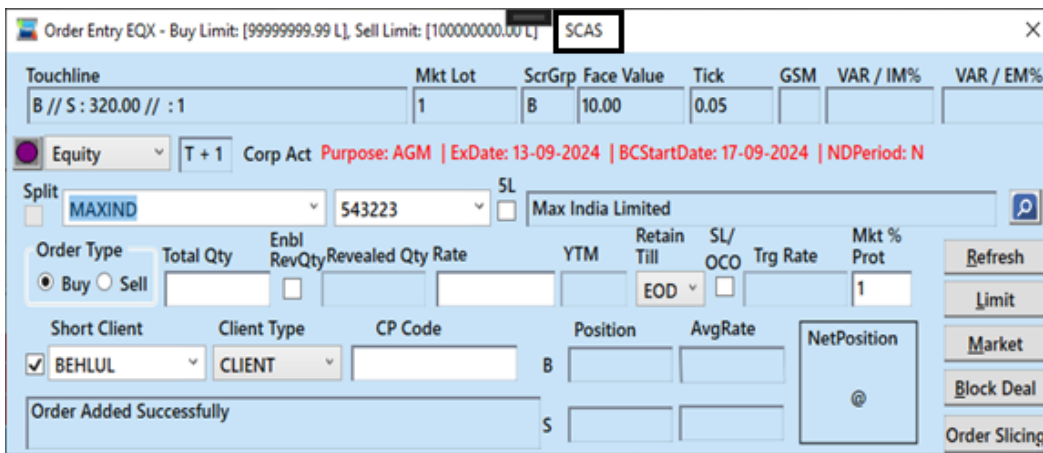 Order Entry EQX - Buy Limit: [99999999.99 L], Sell Limit: [100000000.00 L] SCAS
Touchline Mkt Lot ScrGrp Face Value Tick GSM VAR / IM% VAR / EM%
B // S : 320.00 // : 1 1 B 10.00 0.05
Equity T + 1 Corp Act Purpose: AGM | ExDate: 13-09-2024 | BCStartDate: 17-09-2024 | NDPeriod: N
Split MAXIND 543223 5L Max India Limited
Order Type Total Qty Enbl RevQty Revealed Qty Rate YTM Retain Till SL/ OCO Trg Rate Mkt % Prot
Buy Sell EOD 1
Refresh
Limit
Short Client Client Type CP Code Position AvgRate NetPosition
Market
BEHLUL CLIENT B
Block Deal
@
Order Added Successfully S
Order Slicing